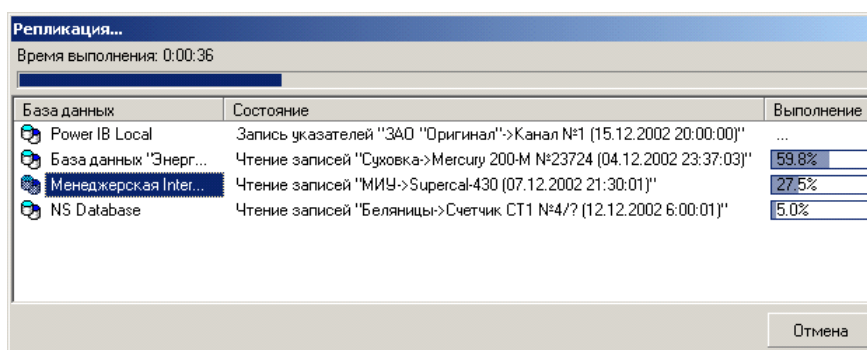 Репликация...
Время выполнения: 0:00:36
База данных Состояние Выполнение
Power IB Local Запись указателей "ЗАО "Оригинал"->Канал №1 (15.12.2002 20:00:00)" ...
База данных "Энерг... Чтение записей "Суховка->Mercury 200-M №23724 (04.12.2002 23:37:03)" 59.8%
Менеджерская Inter... Чтение записей "МИУ->Supercal-430 (07.12.2002 21:30:01)" 27.5%
NS Database Чтение записей "Беляницы->Счетчик СТ1 №4/? (12.12.2002 6:00:01)" 5.0%
Отмена